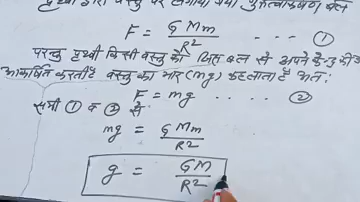 पृथ्वी द्वारा वस्तु पर लगाया गया गुरुत्वाकर्षण बल
F = GMm/R² --- ①
परन्तु पृथ्वी किसी वस्तु को जिस बल से अपने केन्द्र की ओर
आकर्षित करती है वस्तु का भार (mg) कहलाता है अतः
F = mg ..... ②
समी ① व ② से
mg = GMm/R²
g = GM/R²